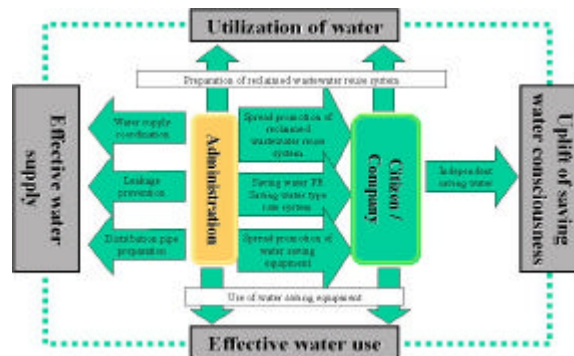 Utilization of water
Preparation of reclaimed wastewater reuse system
Effective water
supply
Water supply
coordination
Leakage
prevention
Distribution pipe
preparation
Administration
Spread promotion of
reclaimed
wastewater reuse
system
Saving water PR
Saving water type
rate system
Spread promotion of
water saving
equipment
Citizen /
Company
Independent
saving water
Uplift of saving
water consciousness
Use of water saving equipment
Effective water use